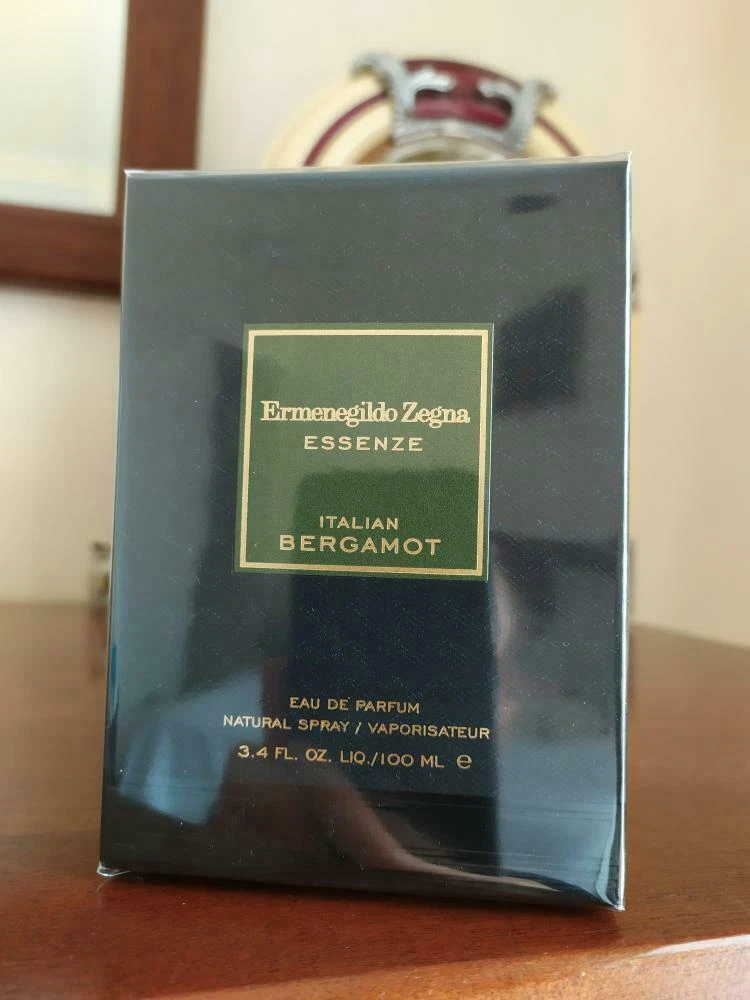 Ermenegildo Zegna
ESSENZE
ITALIAN
BERGAMOT
EAU DE PARFUM
NATURAL SPRAY / VAPORISATEUR
3.4 FL. OZ. LIQ./100 ML ℮